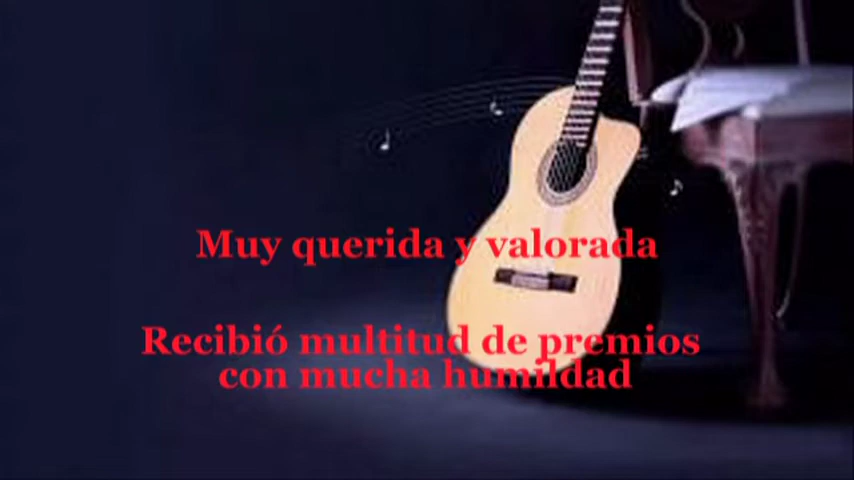 Muy querida y valorada
Recibió multitud de premios
con mucha humildad